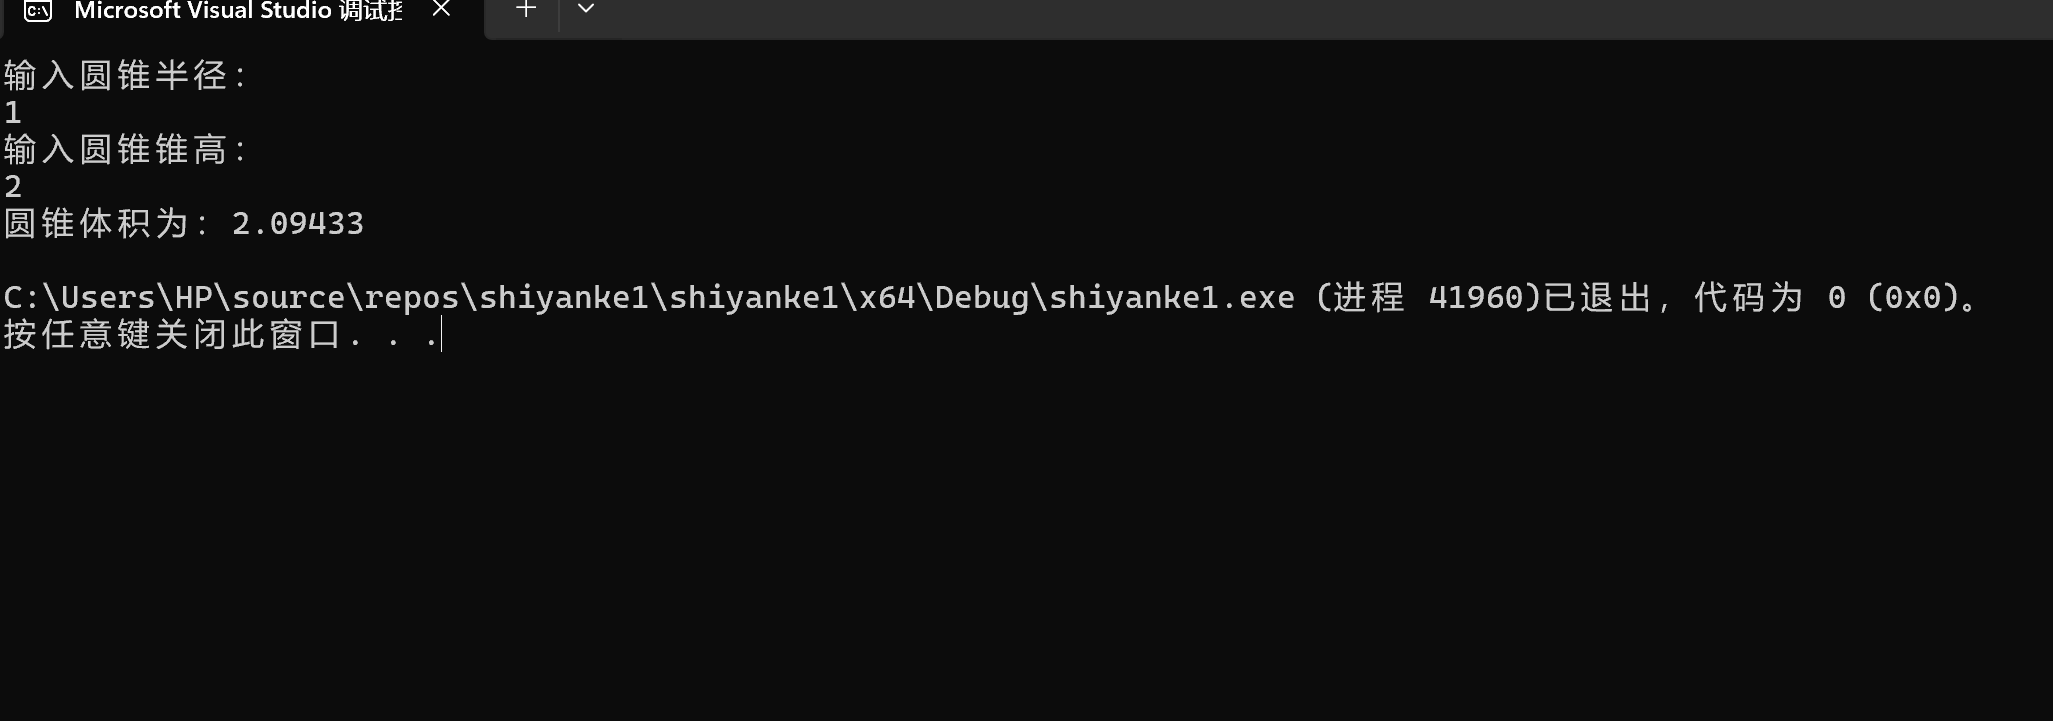 Microsoft Visual Studio 调试控
输入圆锥半径：
1
输入圆锥锥高：
2
圆锥体积为：2.09433
C:\Users\HP\source\repos\shiyanke1\shiyanke1\x64\Debug\shiyanke1.exe (进程 41960)已退出，代码为 0 (0x0)。
按任意键关闭此窗口. . .